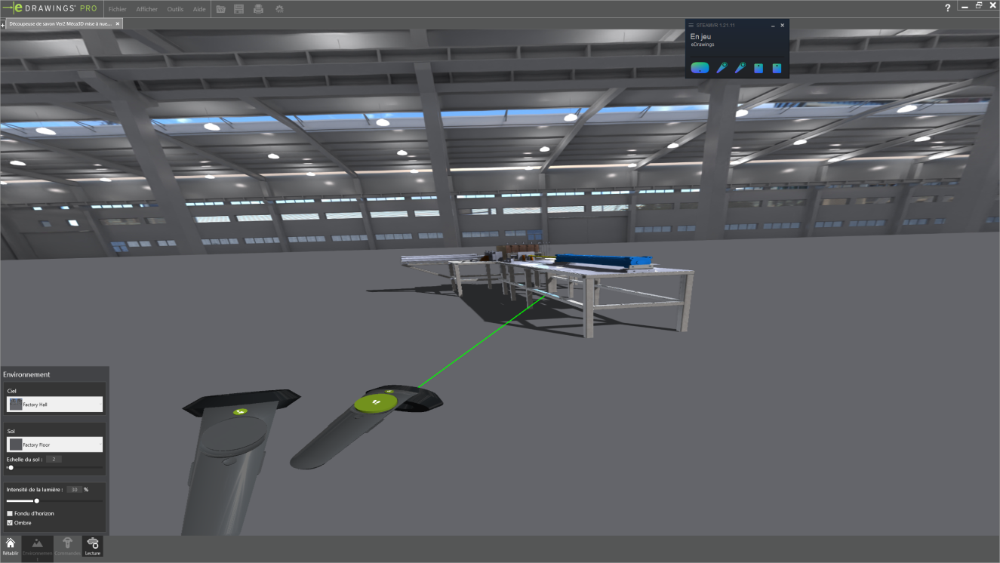 eDRAWINGS® PRO
Fichier Afficher Outils Aide
?
Découpeuse de savon Ver2 Méca3D mise à nue...
STEAMVR 1.21.11
En jeu
eDrawings
Environnement
Ciel
Factory Hall
Sol
Factory Floor
Echelle du sol : 2
Intensité de la lumière : 30 %
Fondu d'horizon
Ombre
Rétablir Environnement Commandes Lecture